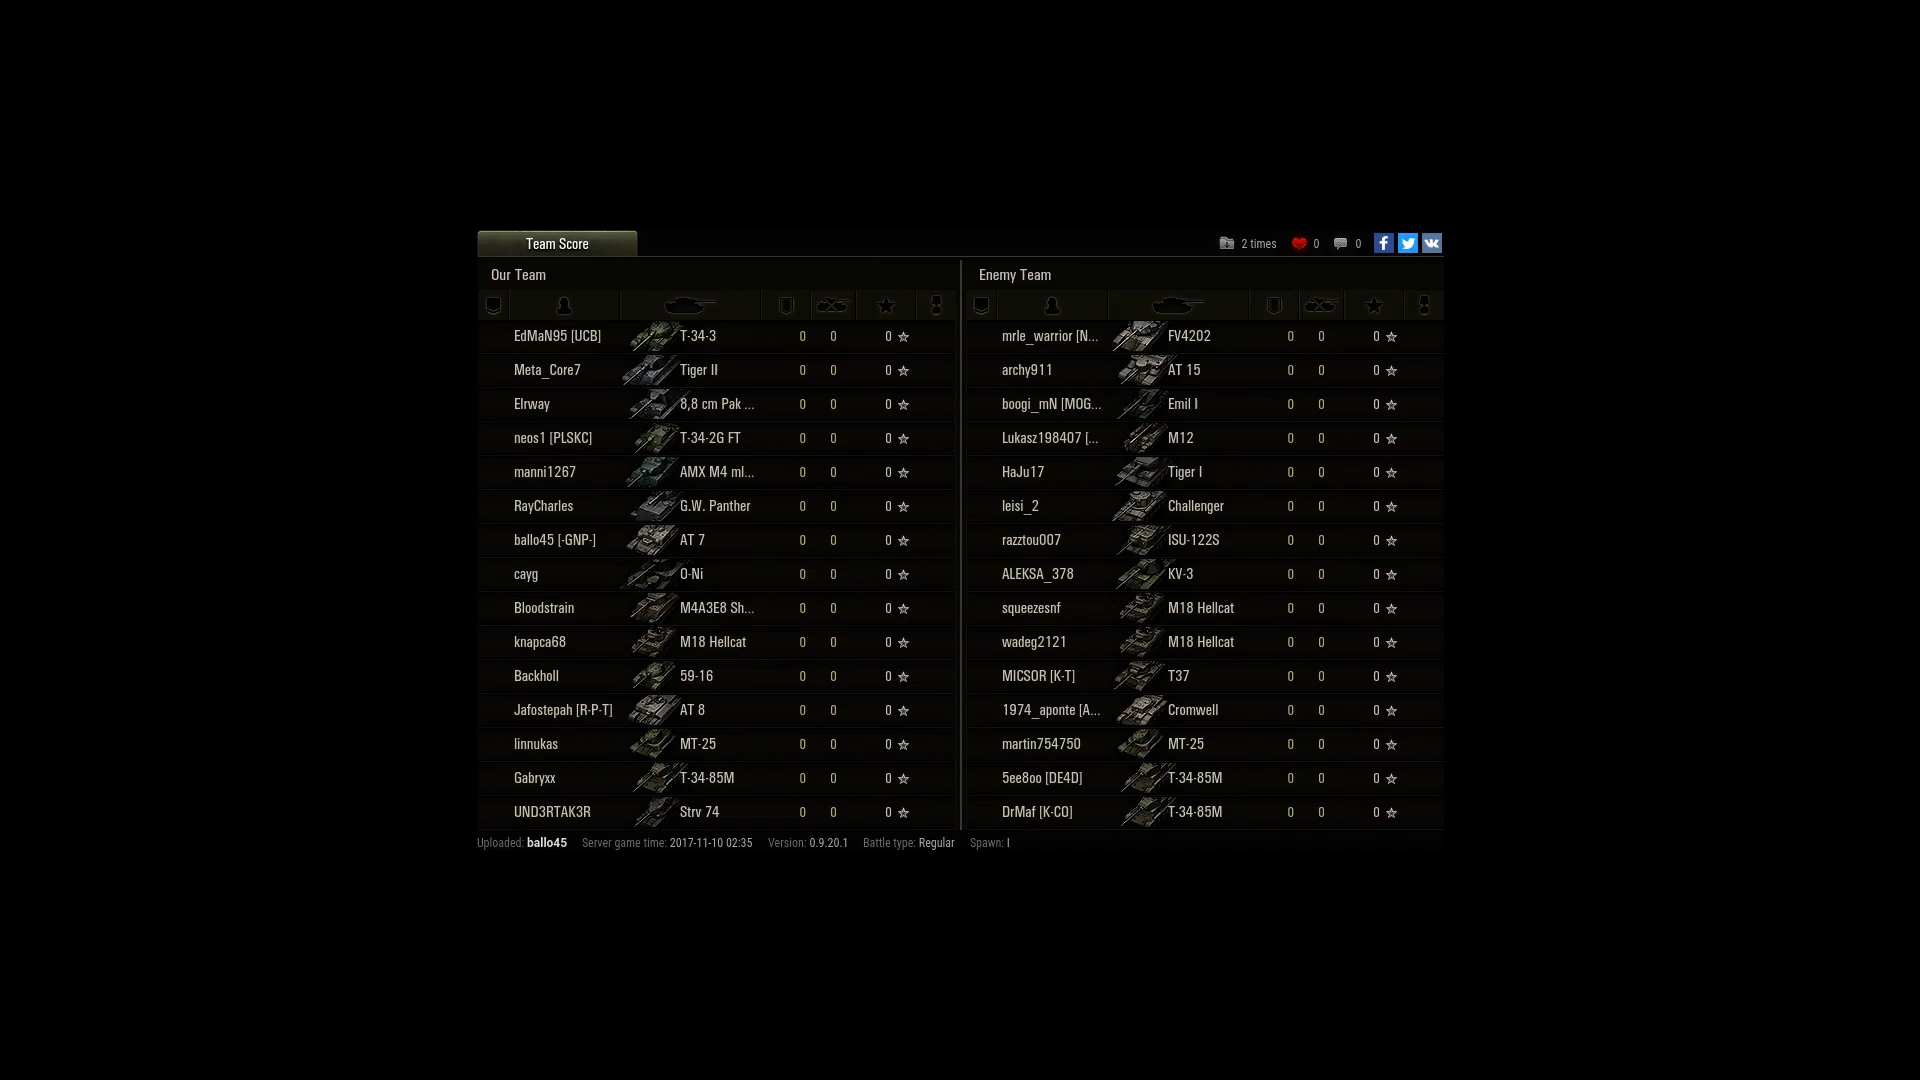 Team Score 2 times 0 0
Our Team Enemy Team
EdMaN95 [UCB] T-34-3 0 0 0 mrle_warrior [N... FV4202 0 0 0
Meta_Core7 Tiger II 0 0 0 archy911 AT 15 0 0 0
Elrway 8,8 cm Pak ... 0 0 0 boogi_mN [MOG... Emil I 0 0 0
neos1 [PLSKC] T-34-2G FT 0 0 0 Lukasz198407 [... M12 0 0 0
manni1267 AMX M4 ml... 0 0 0 HaJu17 Tiger I 0 0 0
RayCharles G.W. Panther 0 0 0 leisi_2 Challenger 0 0 0
ballo45 [-GNP-] AT 7 0 0 0 razztou007 ISU-122S 0 0 0
cayg O-Ni 0 0 0 ALEKSA_378 KV-3 0 0 0
Bloodstrain M4A3E8 Sh... 0 0 0 squeezesnf M18 Hellcat 0 0 0
knapca68 M18 Hellcat 0 0 0 wadeg2121 M18 Hellcat 0 0 0
Backholl 59-16 0 0 0 MICSOR [K-T] T37 0 0 0
Jafostepah [R-P-T] AT 8 0 0 0 1974_aponte [A... Cromwell 0 0 0
linnukas MT-25 0 0 0 martin754750 MT-25 0 0 0
Gabryxx T-34-85M 0 0 0 5ee8oo [DE4D] T-34-85M 0 0 0
UND3RTAK3R Strv 74 0 0 0 DrMaf [K-CO] T-34-85M 0 0 0
Uploaded: ballo45 Server game time: 2017-11-10 02:35 Version: 0.9.20.1 Battle type: Regular Spawn: I